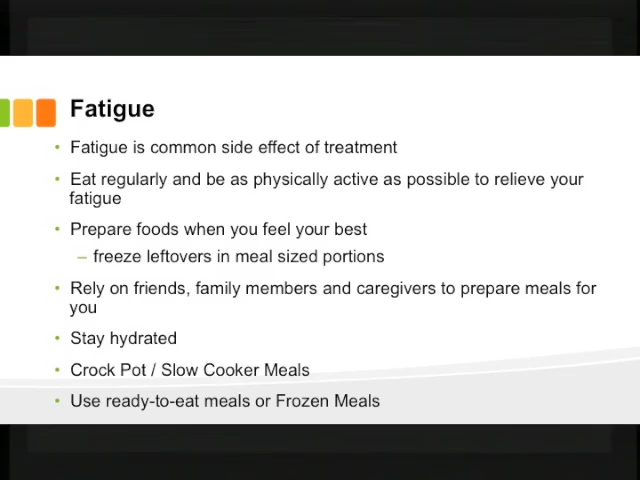 Fatigue
• Fatigue is common side effect of treatment
• Eat regularly and be as physically active as possible to relieve your
fatigue
• Prepare foods when you feel your best
– freeze leftovers in meal sized portions
• Rely on friends, family members and caregivers to prepare meals for
you
• Stay hydrated
• Crock Pot / Slow Cooker Meals
• Use ready-to-eat meals or Frozen Meals